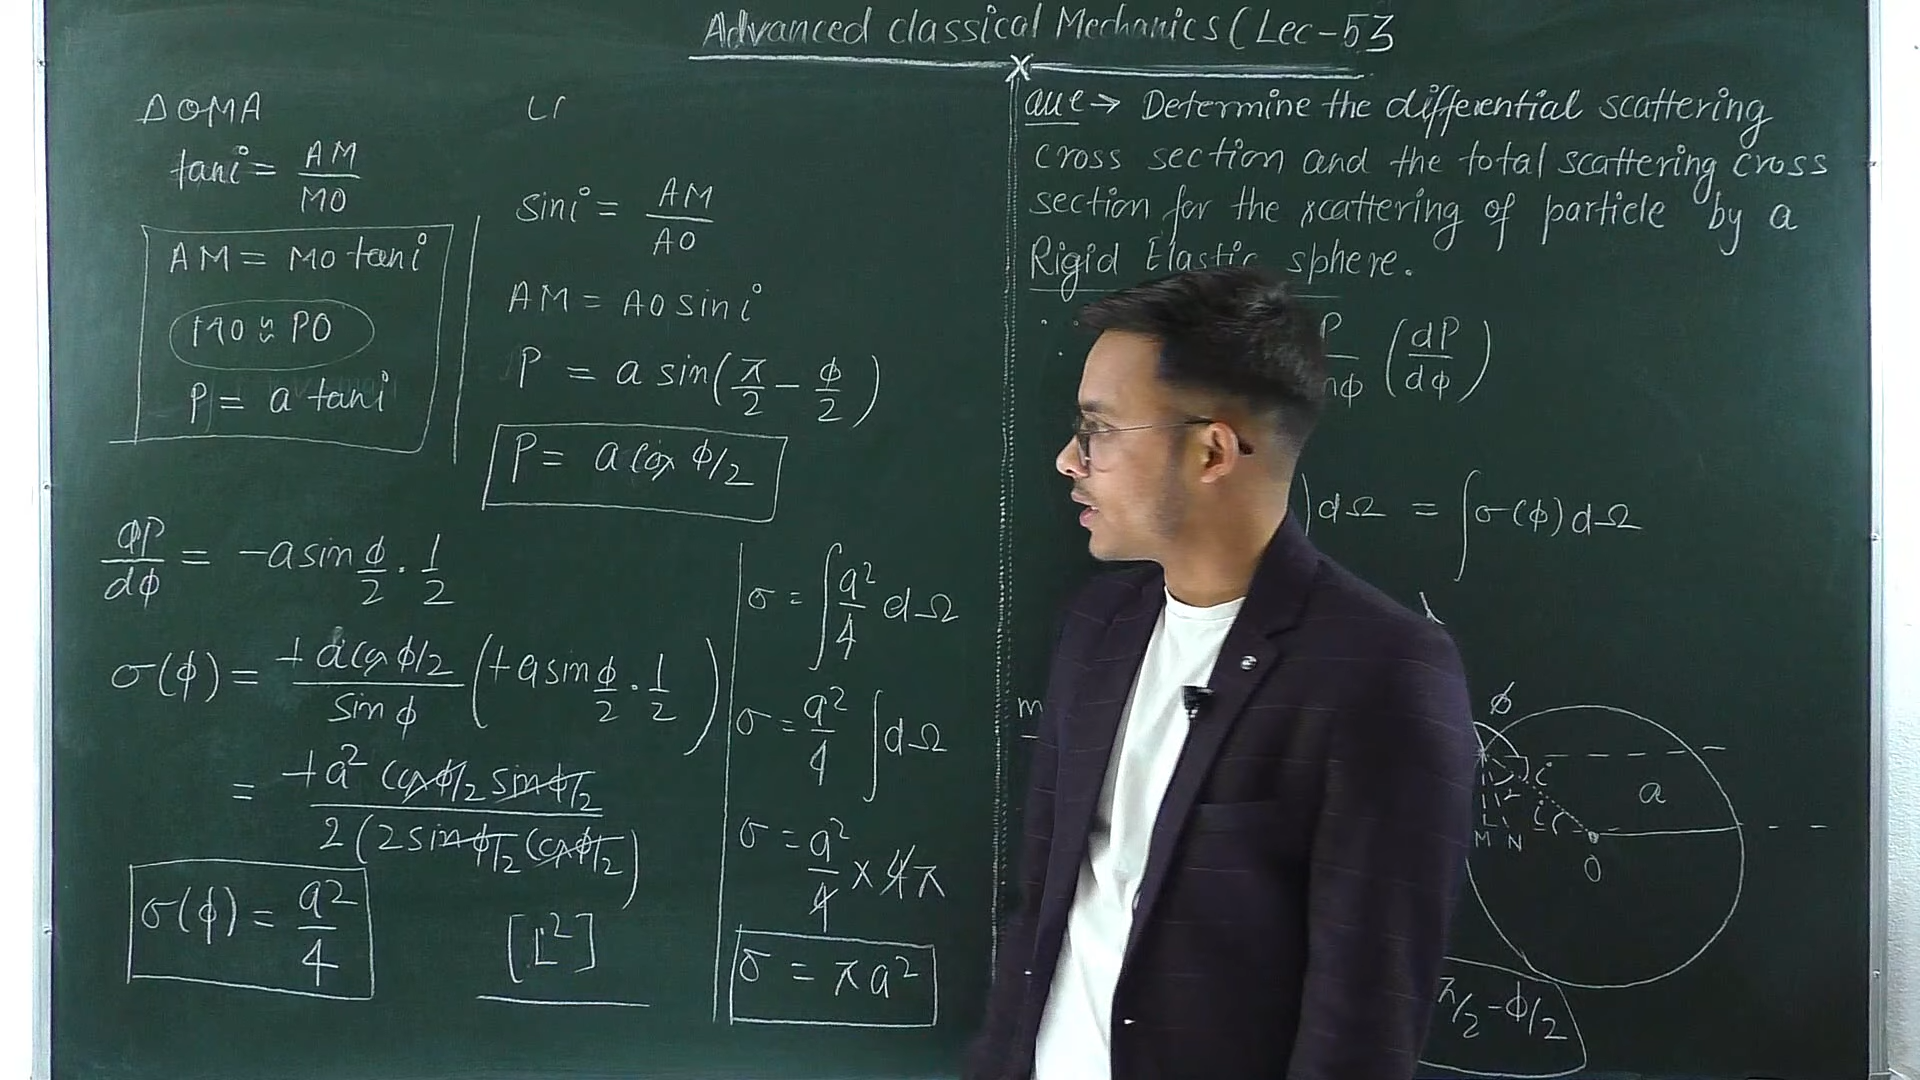 Advanced classical Mechanics (Lec-53
ΔOMA
tan i = AM/MO
AM = MO tan i
MO ≈ PO
P = a tan i
sin i = AM/AO
AM = AO sin i
P = a sin(π/2 - ϕ/2)
P = a cos ϕ/2
dP/dϕ = -a sin ϕ/2 . 1/2
σ(ϕ) = +a cos ϕ/2 / sin ϕ (+a sin ϕ/2 . 1/2)
= +a² cos ϕ/2 sin ϕ/2 / 2(2 sin ϕ/2 cos ϕ/2)
σ(ϕ) = a²/4
[L²]
σ = ∫ a²/4 dΩ
σ = a²/4 ∫ dΩ
σ = a²/4 × 4π
σ = πa²
Que → Determine the differential scattering
cross section and the total scattering cross
section for the scattering of particle by a
Rigid Elastic sphere.
P (dP/dϕ)
nϕ
) dΩ = ∫ σ(ϕ) dΩ
m
ϕ
i
a
i
M N
O
π/2 - ϕ/2